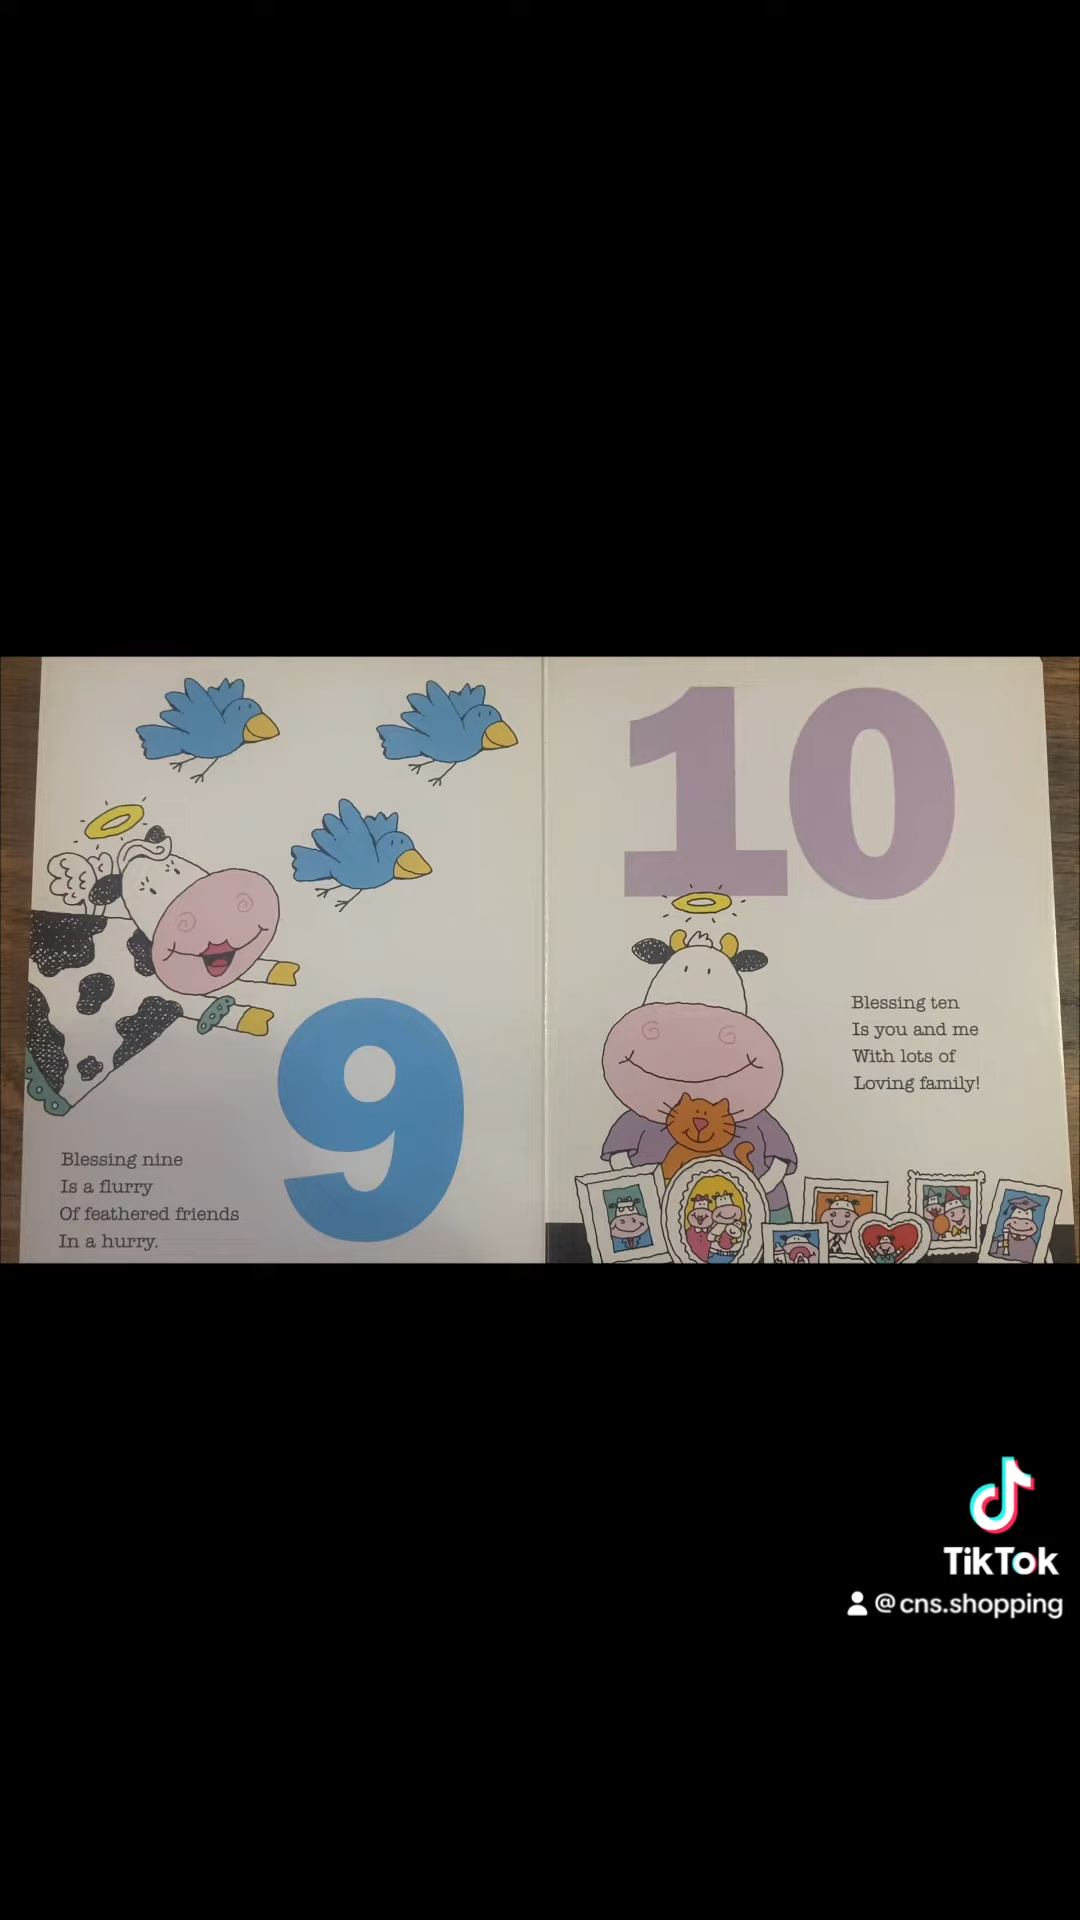 Blessing nine
Is a flurry
Of feathered friends
In a hurry.
9
10
Blessing ten
Is you and me
With lots of
Loving family!
TikTok
@cns.shopping